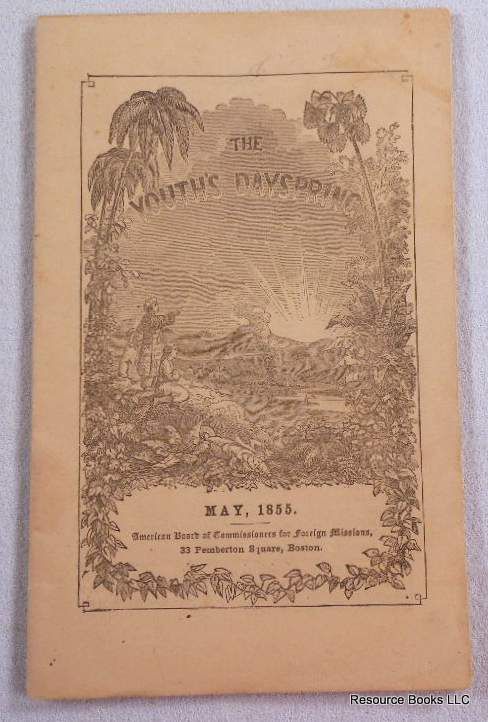 THE
YOUTH'S DAYSPRING
MAY, 1855.
American Board of Commissioners for Foreign Missions,
33 Pemberton Square, Boston.
Resource Books LLC